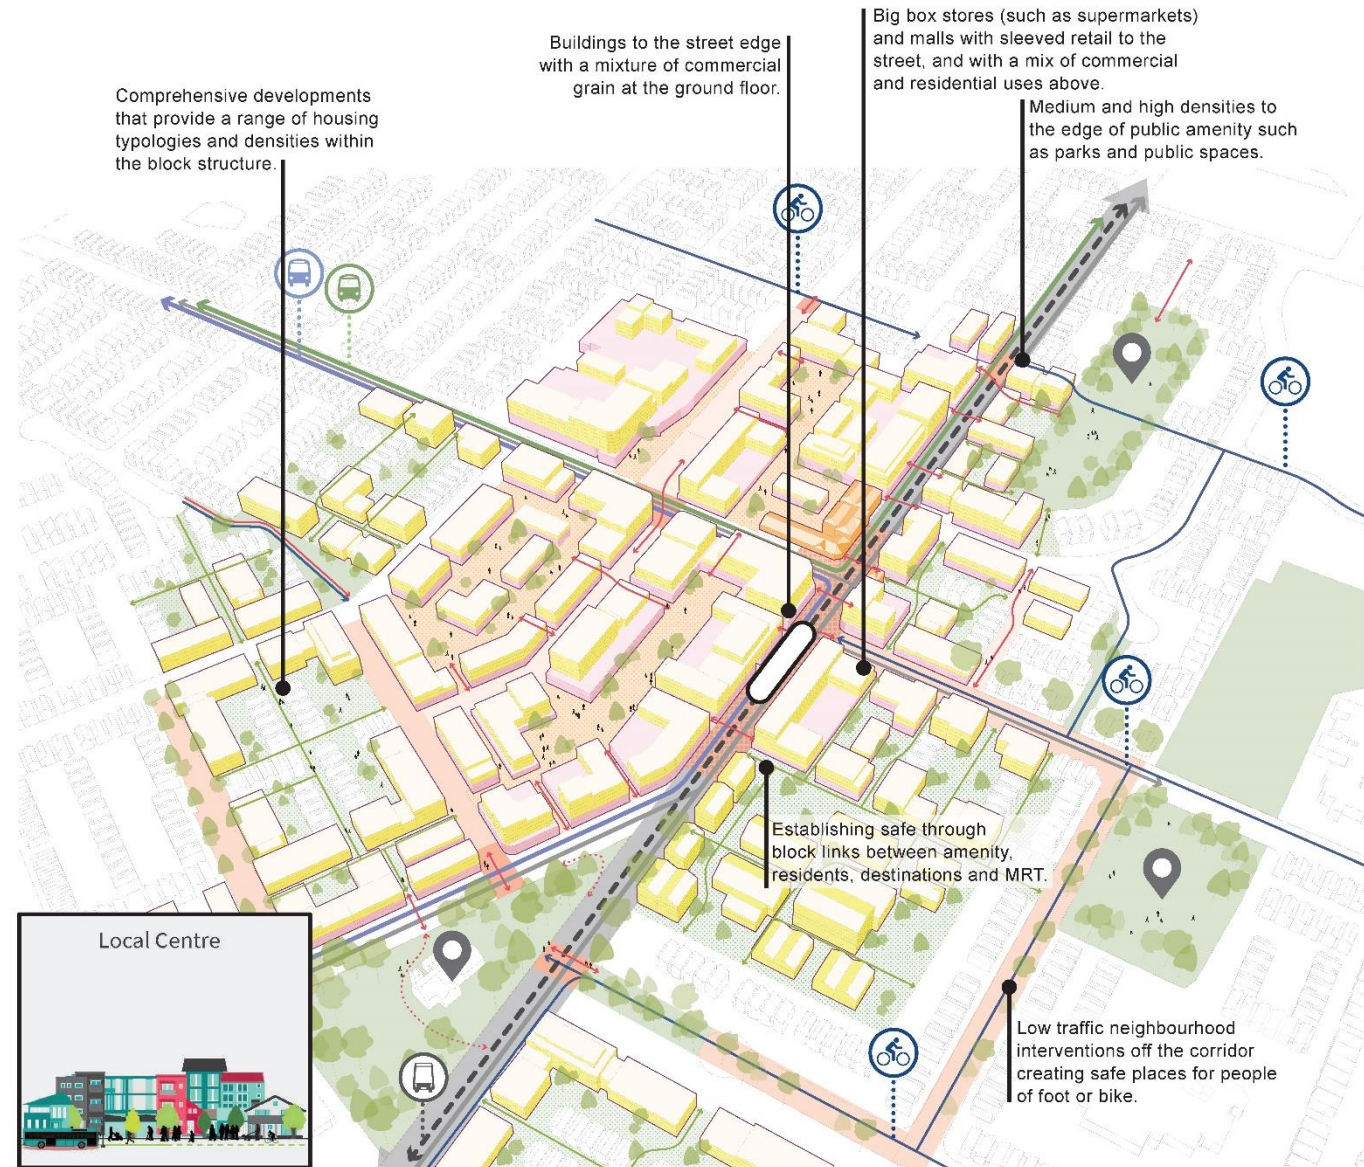 Big box stores (such as supermarkets)
and malls with sleeved retail to the
street, and with a mix of commercial
and residential uses above.
Buildings to the street edge
with a mixture of commercial
grain at the ground floor.
Comprehensive developments
that provide a range of housing
typologies and densities within
the block structure.
Medium and high densities to
the edge of public amenity such
as parks and public spaces.
Establishing safe through
block links between amenity,
residents, destinations and MRT.
Local Centre
Low traffic neighbourhood
interventions off the corridor
creating safe places for people
of foot or bike.